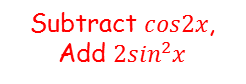 Subtract cos2x,
Add 2sin²x